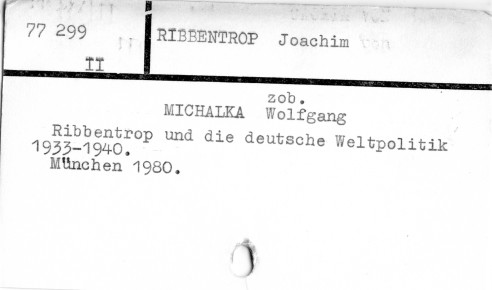 77 299
II
RIBBENTROP Joachim
zob.
MICHALKA Wolfgang
Ribbentrop und die deutsche Weltpolitik
1933-1940.
München 1980.